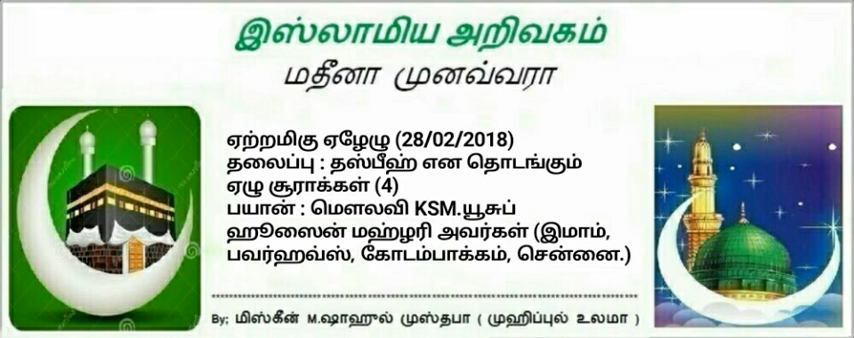 இஸ்லாமிய அறிவகம்
மதீனா முனவ்வரா
ஏற்றமிகு ஏழேழு (28/02/2018)
தலைப்பு : தஸ்பீஹ் என தொடங்கும்
ஏழு சூராக்கள் (4)
பயான் : மௌலவி KSM.யூசுப்
ஹூஸைன் மஹ்ழரி அவர்கள் (இமாம்,
பவர்ஹவ்ஸ், கோடம்பாக்கம், சென்னை.)
By; மிஸ்கீன் M.ஷாஹுல் முஸ்தபா ( முஹிப்புல் உலமா )